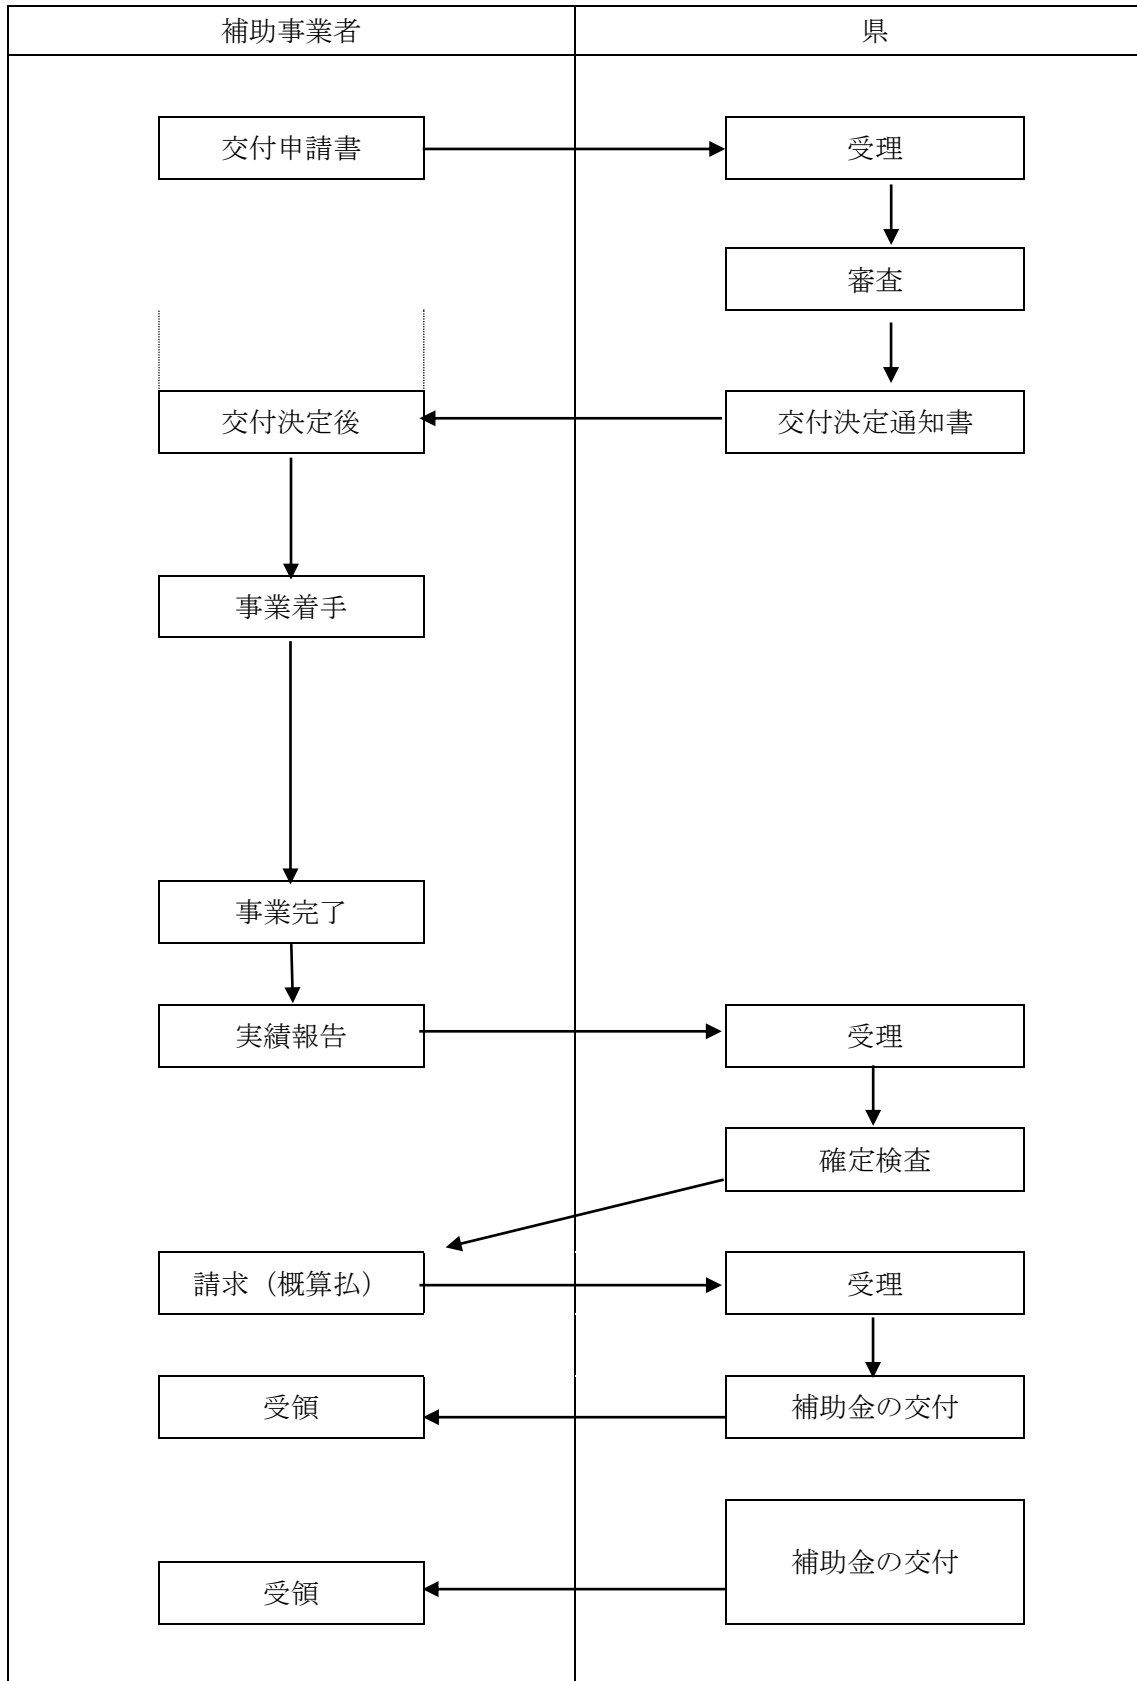 補助事業者
県
交付申請書
受理
審査
交付決定後
交付決定通知書
事業着手
事業完了
実績報告
受理
確定検査
請求（概算払）
受理
受領
補助金の交付
補助金の交付
受領